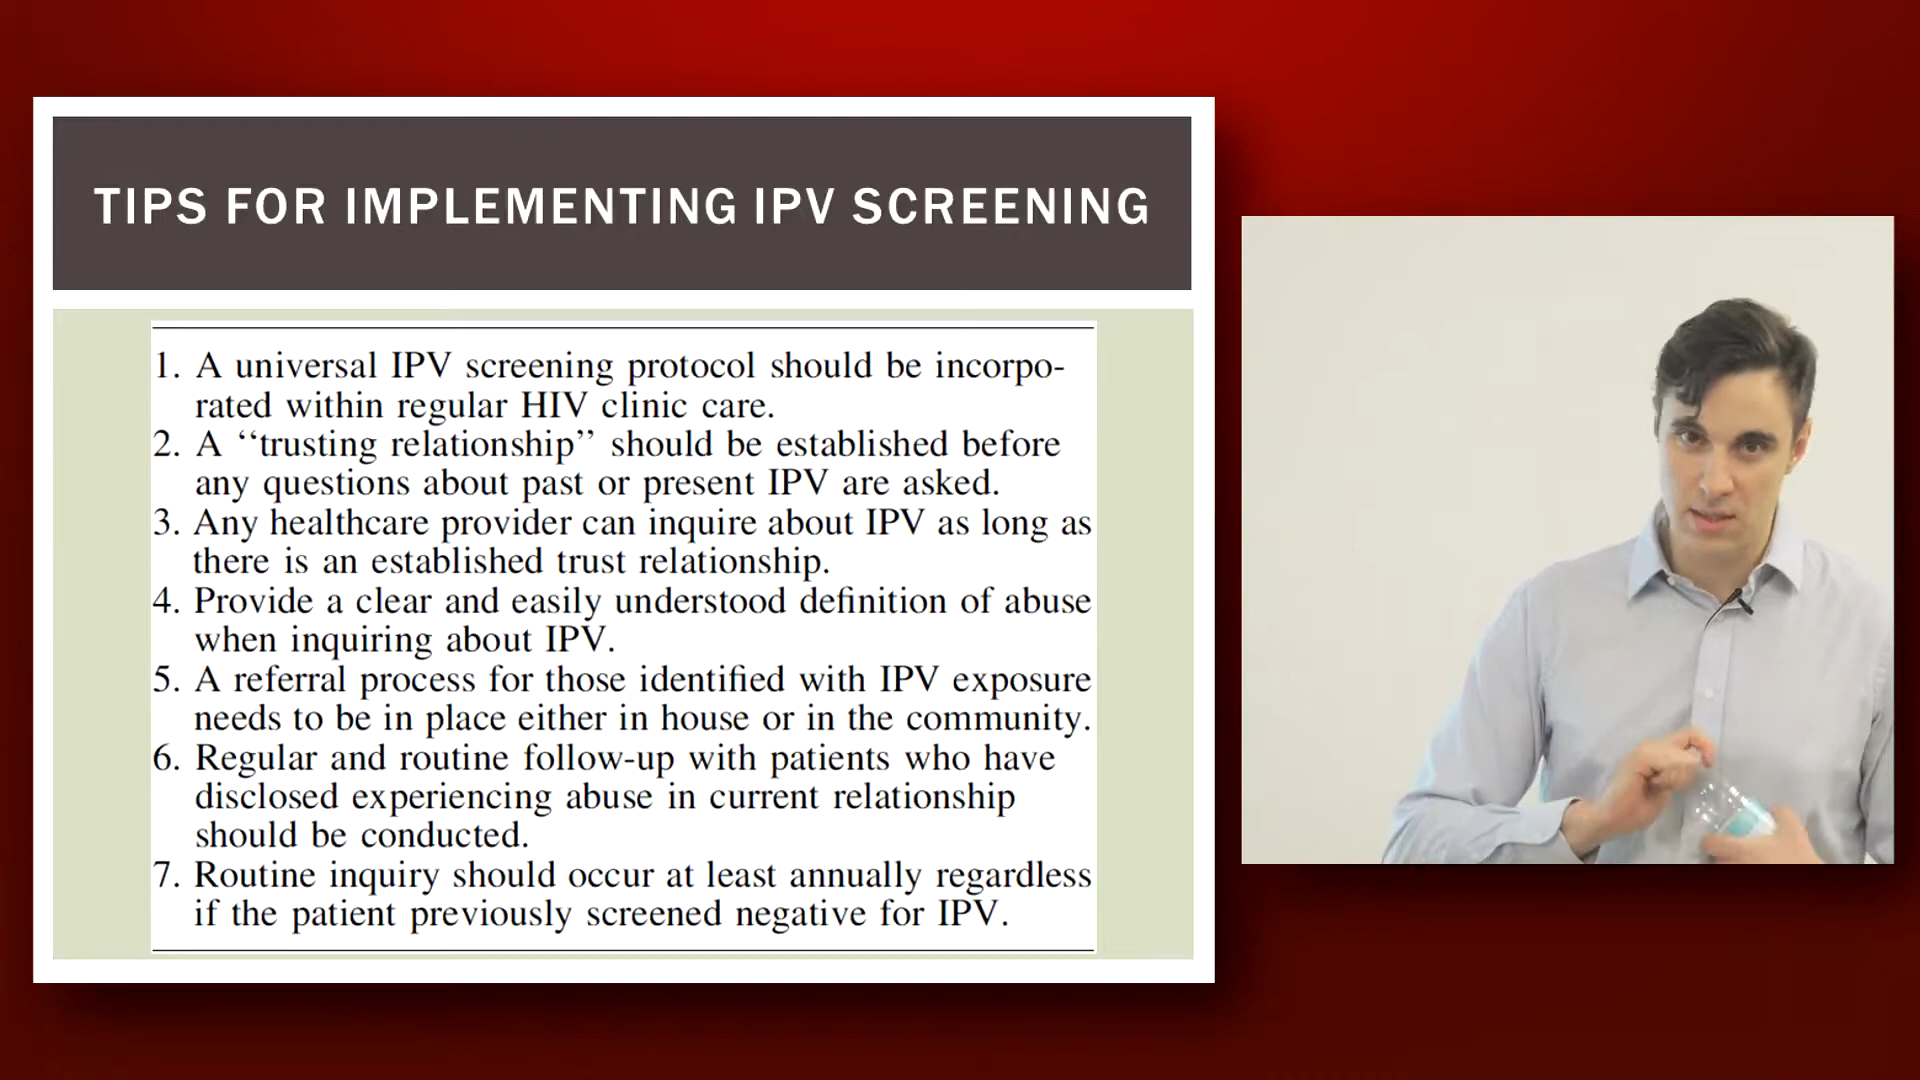 TIPS FOR IMPLEMENTING IPV SCREENING
1. A universal IPV screening protocol should be incorpo-
rated within regular HIV clinic care.
2. A ‘‘trusting relationship’’ should be established before
any questions about past or present IPV are asked.
3. Any healthcare provider can inquire about IPV as long as
there is an established trust relationship.
4. Provide a clear and easily understood definition of abuse
when inquiring about IPV.
5. A referral process for those identified with IPV exposure
needs to be in place either in house or in the community.
6. Regular and routine follow-up with patients who have
disclosed experiencing abuse in current relationship
should be conducted.
7. Routine inquiry should occur at least annually regardless
if the patient previously screened negative for IPV.